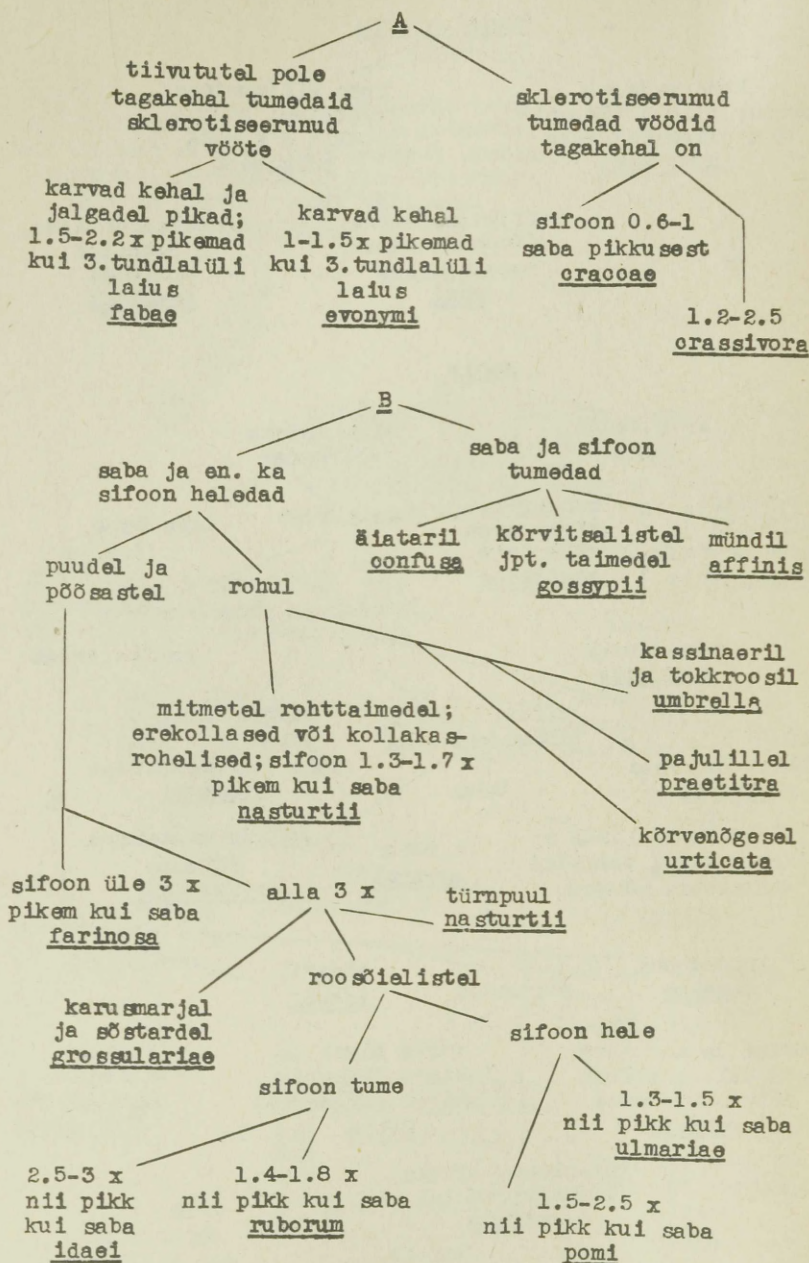 A
tiivututel pole
tagakehal tumedaid
sklerotiseerunud
vööte
sklerotiseerunud
tumedad vöödid
tagakehal on
karvad kehal ja
jalgadel pikad;
1.5-2.2x pikemad
kui 3.tundlalüli
laius
fabae
karvad kehal
1-1.5x pikemad
kui 3.tundlalüli
laius
evonymi
sifoon 0.6-1
saba pikkusest
craccae
1.2-2.5
crassivora
B
saba ja en. ka
sifoon heledad
saba ja sifoon
tumedad
puudel ja
põõsastel
rohul
äiataril
confusa
kõrvitsalistel
jpt. taimedel
gossypii
mündil
affinis
mitmetel rohttaimedel;
erekollased või kollakas-
rohelised; sifoon 1.3-1.7 x
pikem kui saba
nasturtii
kassinaeril
ja tokkroosil
umbrella
pajulillel
praetitra
kõrvenõgesel
urticata
sifoon üle 3 x
pikem kui saba
farinosa
alla 3 x
türnpuul
nasturtii
karusmarjal
ja sõstardel
grossulariae
roosõielistel
sifoon tume
sifoon hele
2.5-3 x
nii pikk
kui saba
idaei
1.4-1.8 x
nii pikk kui saba
ruborum
1.3-1.5 x
nii pikk kui saba
ulmariae
1.5-2.5 x
nii pikk kui saba
pomi